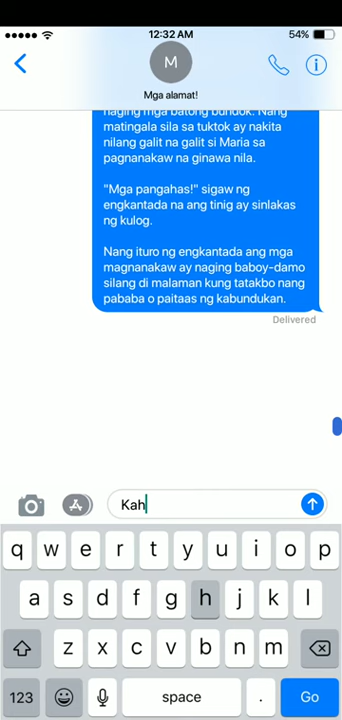 12:32 AM
54%
M
Mga alamat!
naging mga batong bundok. Nang
matingala sila sa tuktok ay nakita
nilang galit na galit si Maria sa
pagnanakaw na ginawa nila.
"Mga pangahas!" sigaw ng
engkantada na ang tinig ay sinlakas
ng kulog.
Nang ituro ng engkantada ang mga
magnanakaw ay naging baboy-damo
silang di malaman kung tatakbo nang
pababa o paitaas ng kabundukan.
Delivered
Kah
q w e r t y u i o p
a s d f g h j k l
z x c v b n m
123 space . Go